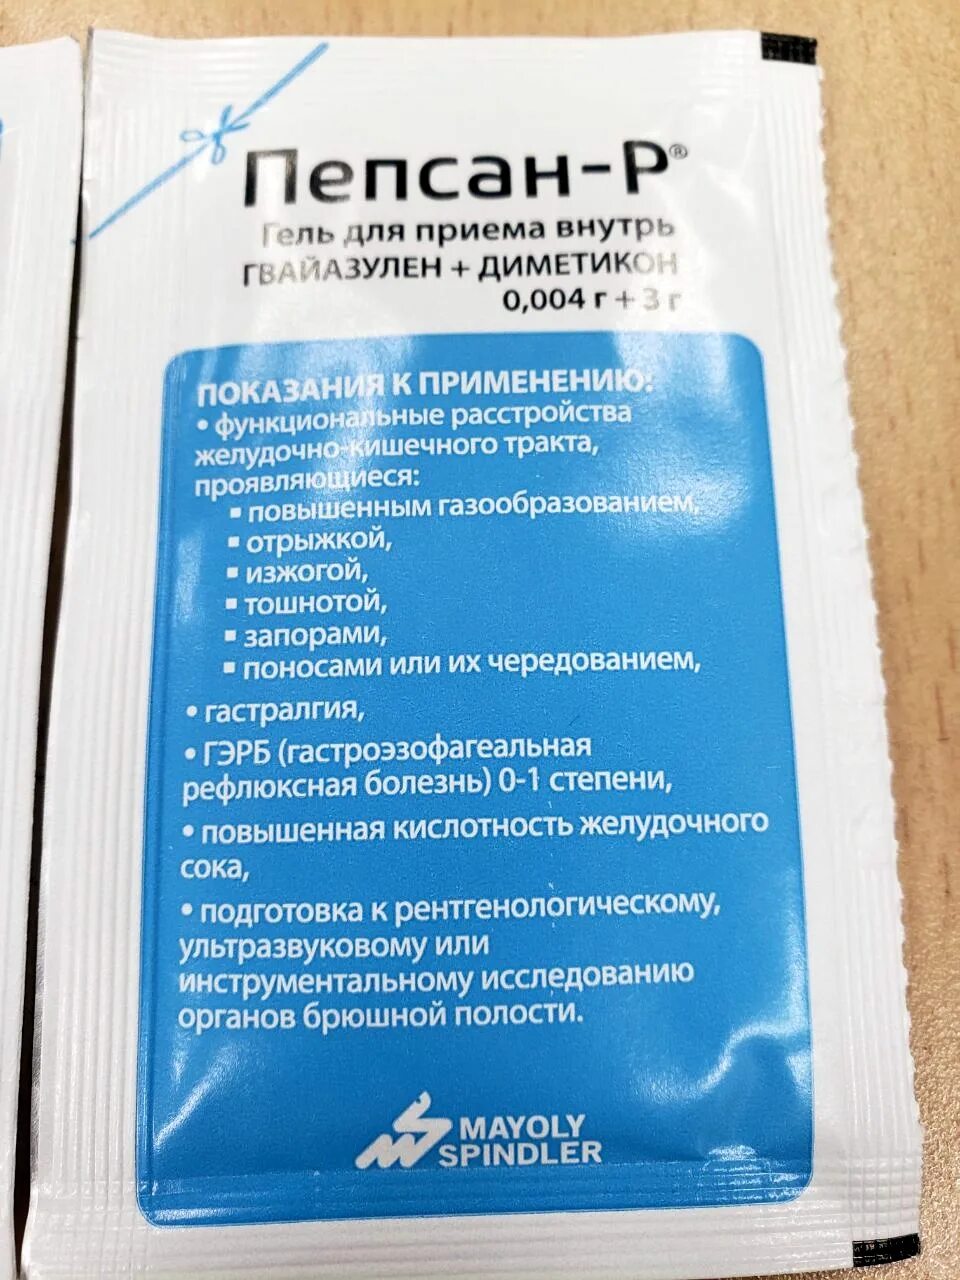 Пепсан-Р®
Гель для приема внутрь
ГВАЙАЗУЛЕН + ДИМЕТИКОН
0,004 г + 3 г
ПОКАЗАНИЯ К ПРИМЕНЕНИЮ:
• функциональные расстройства
желудочно-кишечного тракта,
проявляющиеся:
▪ повышенным газообразованием,
▪ отрыжкой,
▪ изжогой,
▪ тошнотой,
▪ запорами,
▪ поносами или их чередованием,
• гастралгия,
• ГЭРБ (гастроэзофагеальная
рефлюксная болезнь) 0-1 степени,
• повышенная кислотность желудочного
сока,
• подготовка к рентгенологическому,
ультразвуковому или
инструментальному исследованию
органов брюшной полости.
MAYOLY
SPINDLER